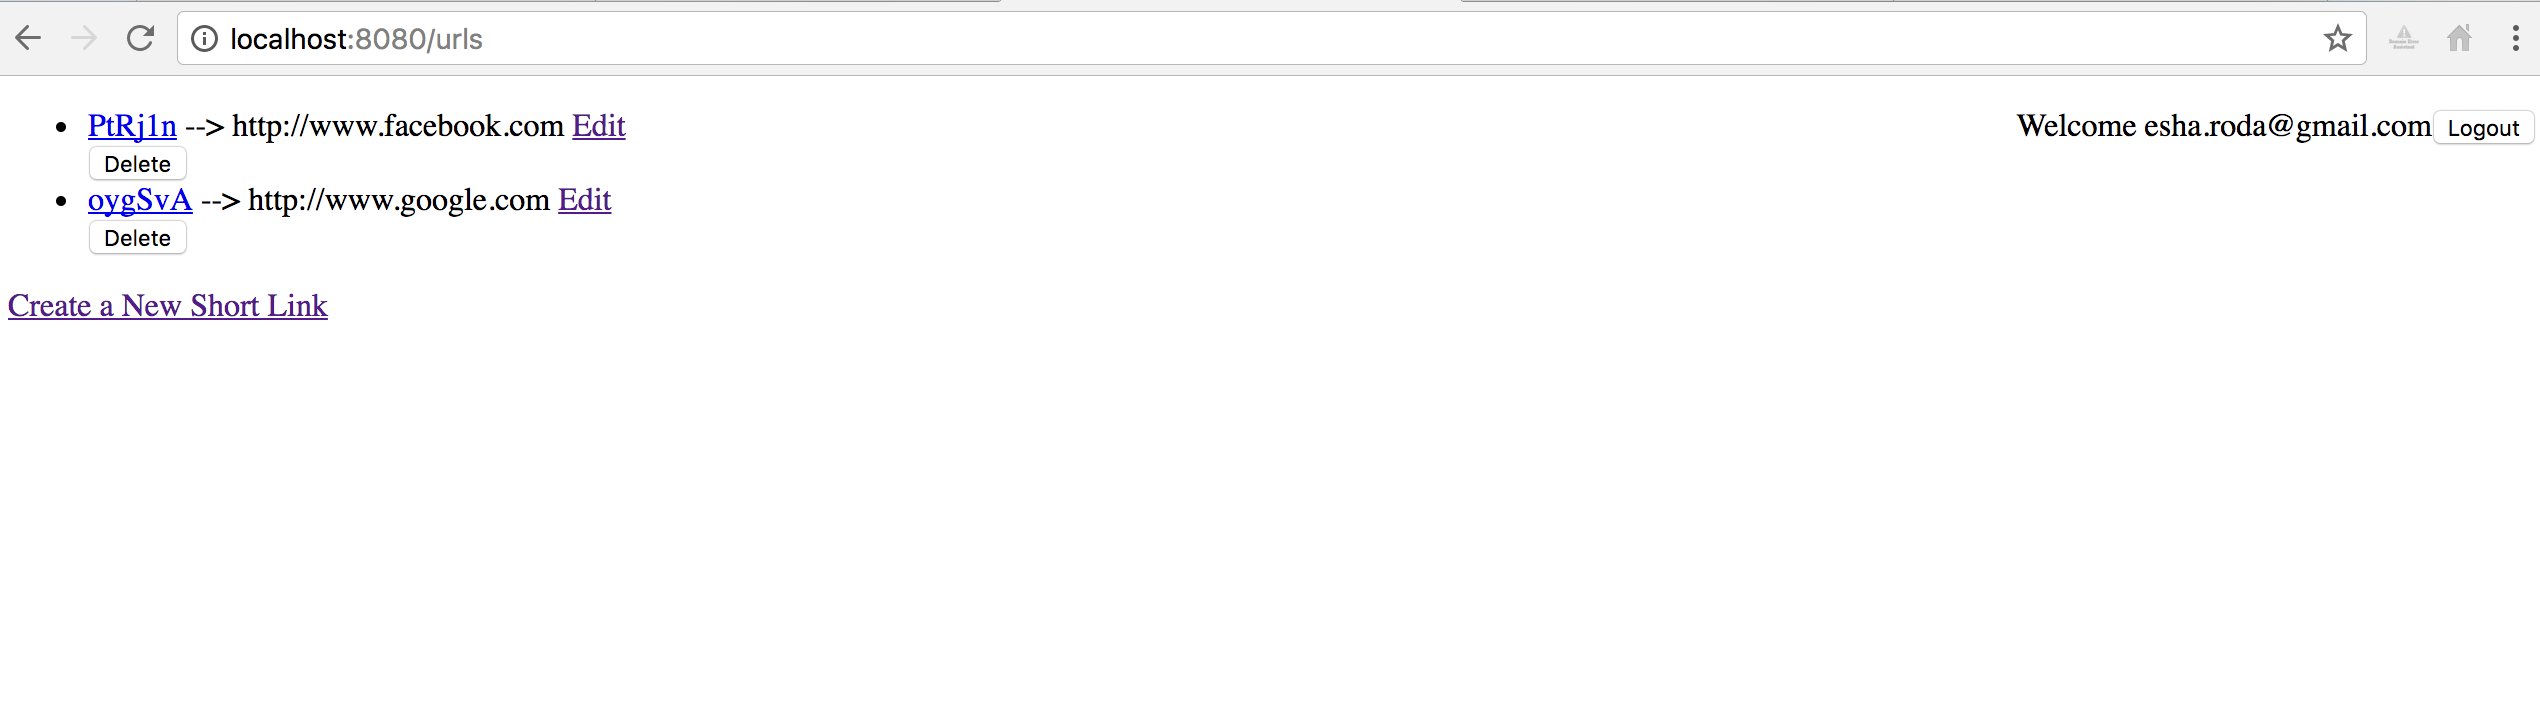 localhost:8080/urls
PtRj1n --> http://www.facebook.com Edit
Welcome esha.roda@gmail.com Logout
Delete
oygSvA --> http://www.google.com Edit
Delete
Create a New Short Link